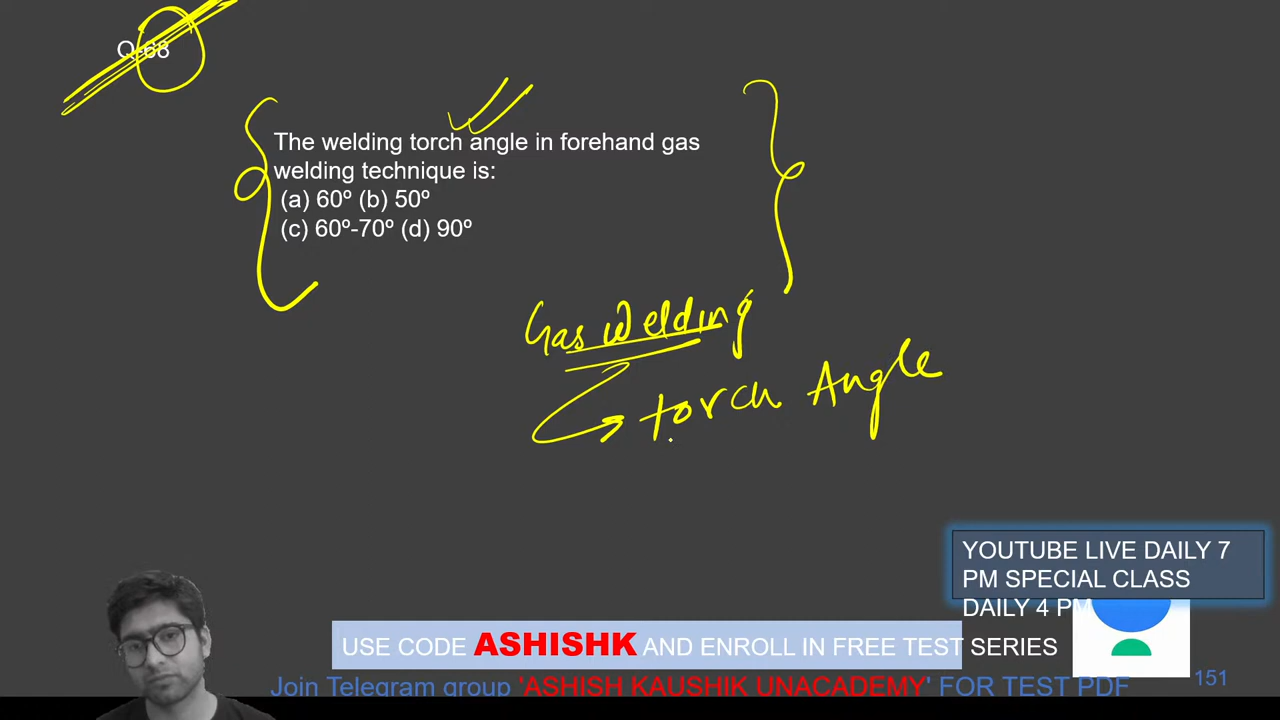 Q-68
The welding torch angle in forehand gas
welding technique is:
(a) 60º (b) 50º
(c) 60º-70º (d) 90º
Gas welding
torch Angle
YOUTUBE LIVE DAILY 7
PM SPECIAL CLASS
DAILY 4 PM
USE CODE ASHISHK AND ENROLL IN FREE TEST SERIES
Join Telegram group 'ASHISH KAUSHIK UNACADEMY' FOR TEST PDF
151